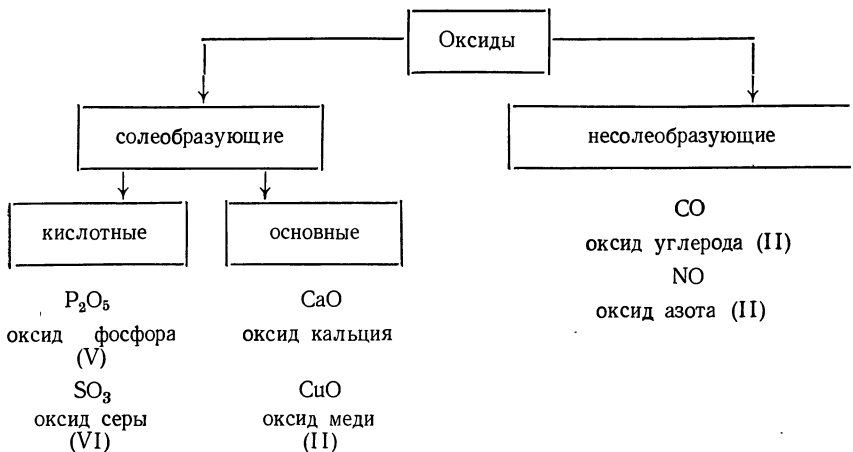 Оксиды
солеобразующие
несолеобразующие
кислотные
основные
P₂O₅
оксид фосфора
(V)
SO₃
оксид серы
(VI)
CaO
оксид кальция
CuO
оксид меди
(II)
CO
оксид углерода (II)
NO
оксид азота (II)